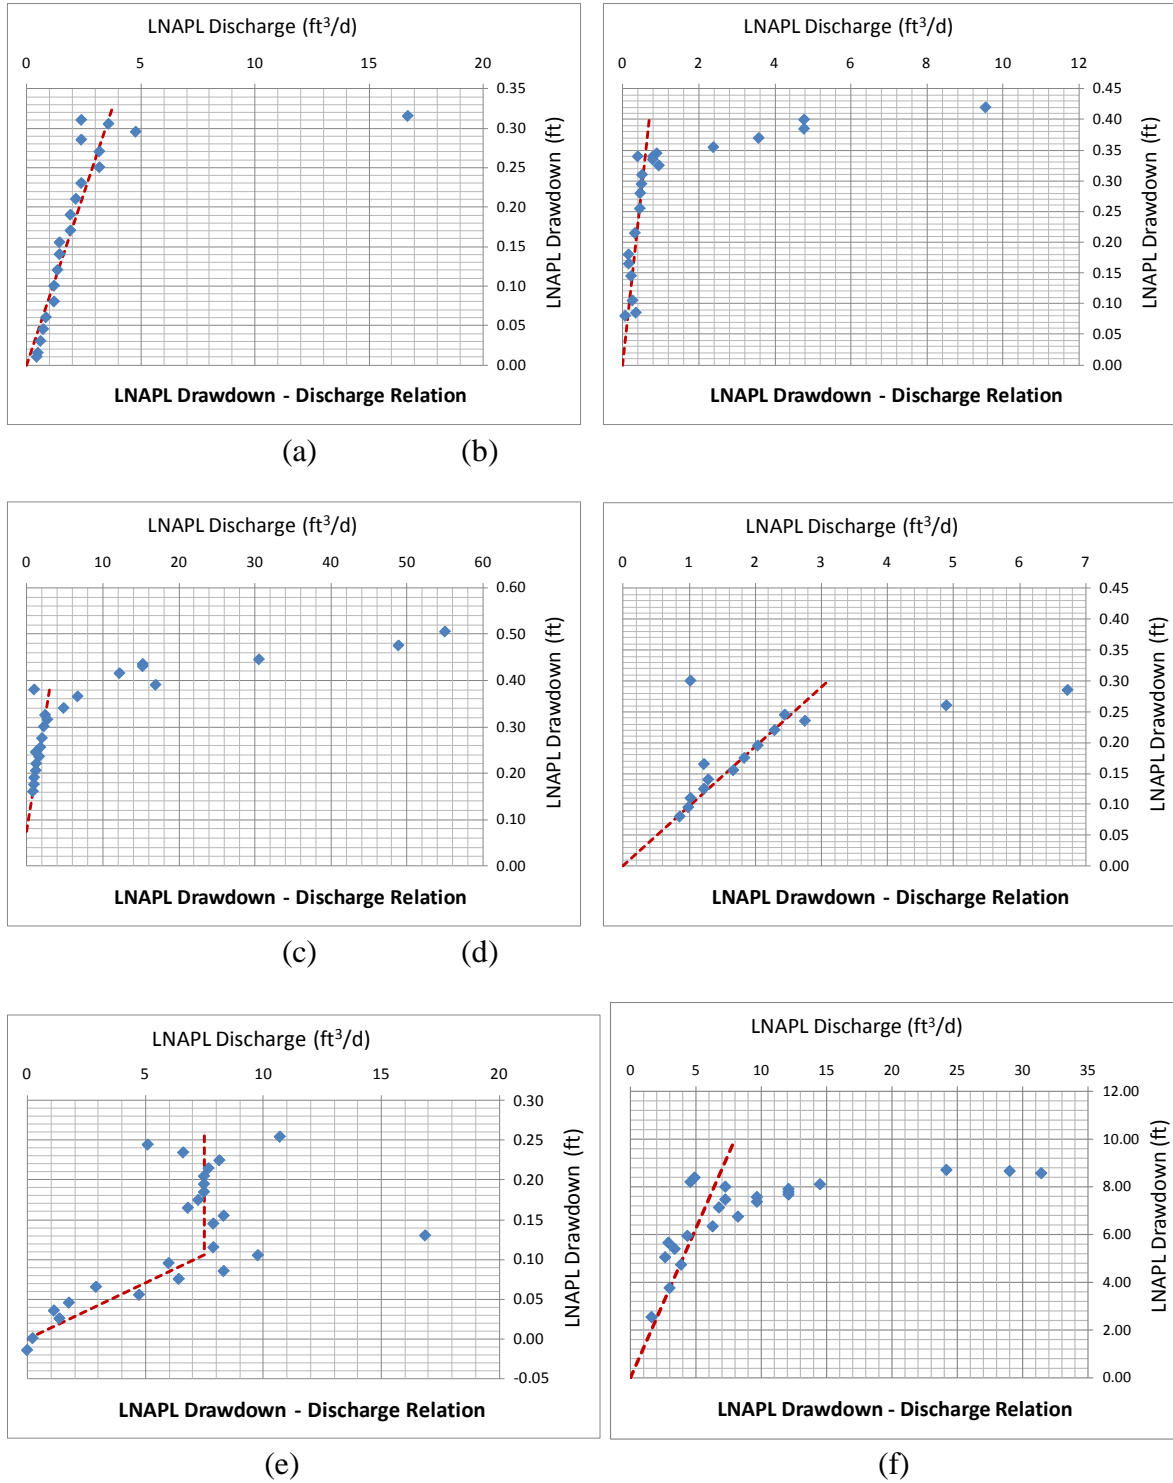 LNAPL Discharge (ft³/d)
0 5 10 15 20
0.35
0.30
0.25
0.20
0.15
0.10
0.05
0.00
LNAPL Drawdown (ft)
LNAPL Drawdown - Discharge Relation
LNAPL Discharge (ft³/d)
0 2 4 6 8 10 12
0.45
0.40
0.35
0.30
0.25
0.20
0.15
0.10
0.05
0.00
LNAPL Drawdown (ft)
LNAPL Drawdown - Discharge Relation
(a) (b)
LNAPL Discharge (ft³/d)
0 10 20 30 40 50 60
0.60
0.50
0.40
0.30
0.20
0.10
0.00
LNAPL Drawdown (ft)
LNAPL Drawdown - Discharge Relation
LNAPL Discharge (ft³/d)
0 1 2 3 4 5 6 7
0.45
0.40
0.35
0.30
0.25
0.20
0.15
0.10
0.05
0.00
LNAPL Drawdown (ft)
LNAPL Drawdown - Discharge Relation
(c) (d)
LNAPL Discharge (ft³/d)
0 5 10 15 20
0.30
0.25
0.20
0.15
0.10
0.05
0.00
-0.05
LNAPL Drawdown (ft)
LNAPL Drawdown - Discharge Relation
LNAPL Discharge (ft³/d)
0 5 10 15 20 25 30 35
12.00
10.00
8.00
6.00
4.00
2.00
0.00
LNAPL Drawdown (ft)
LNAPL Drawdown - Discharge Relation
(e) (f)